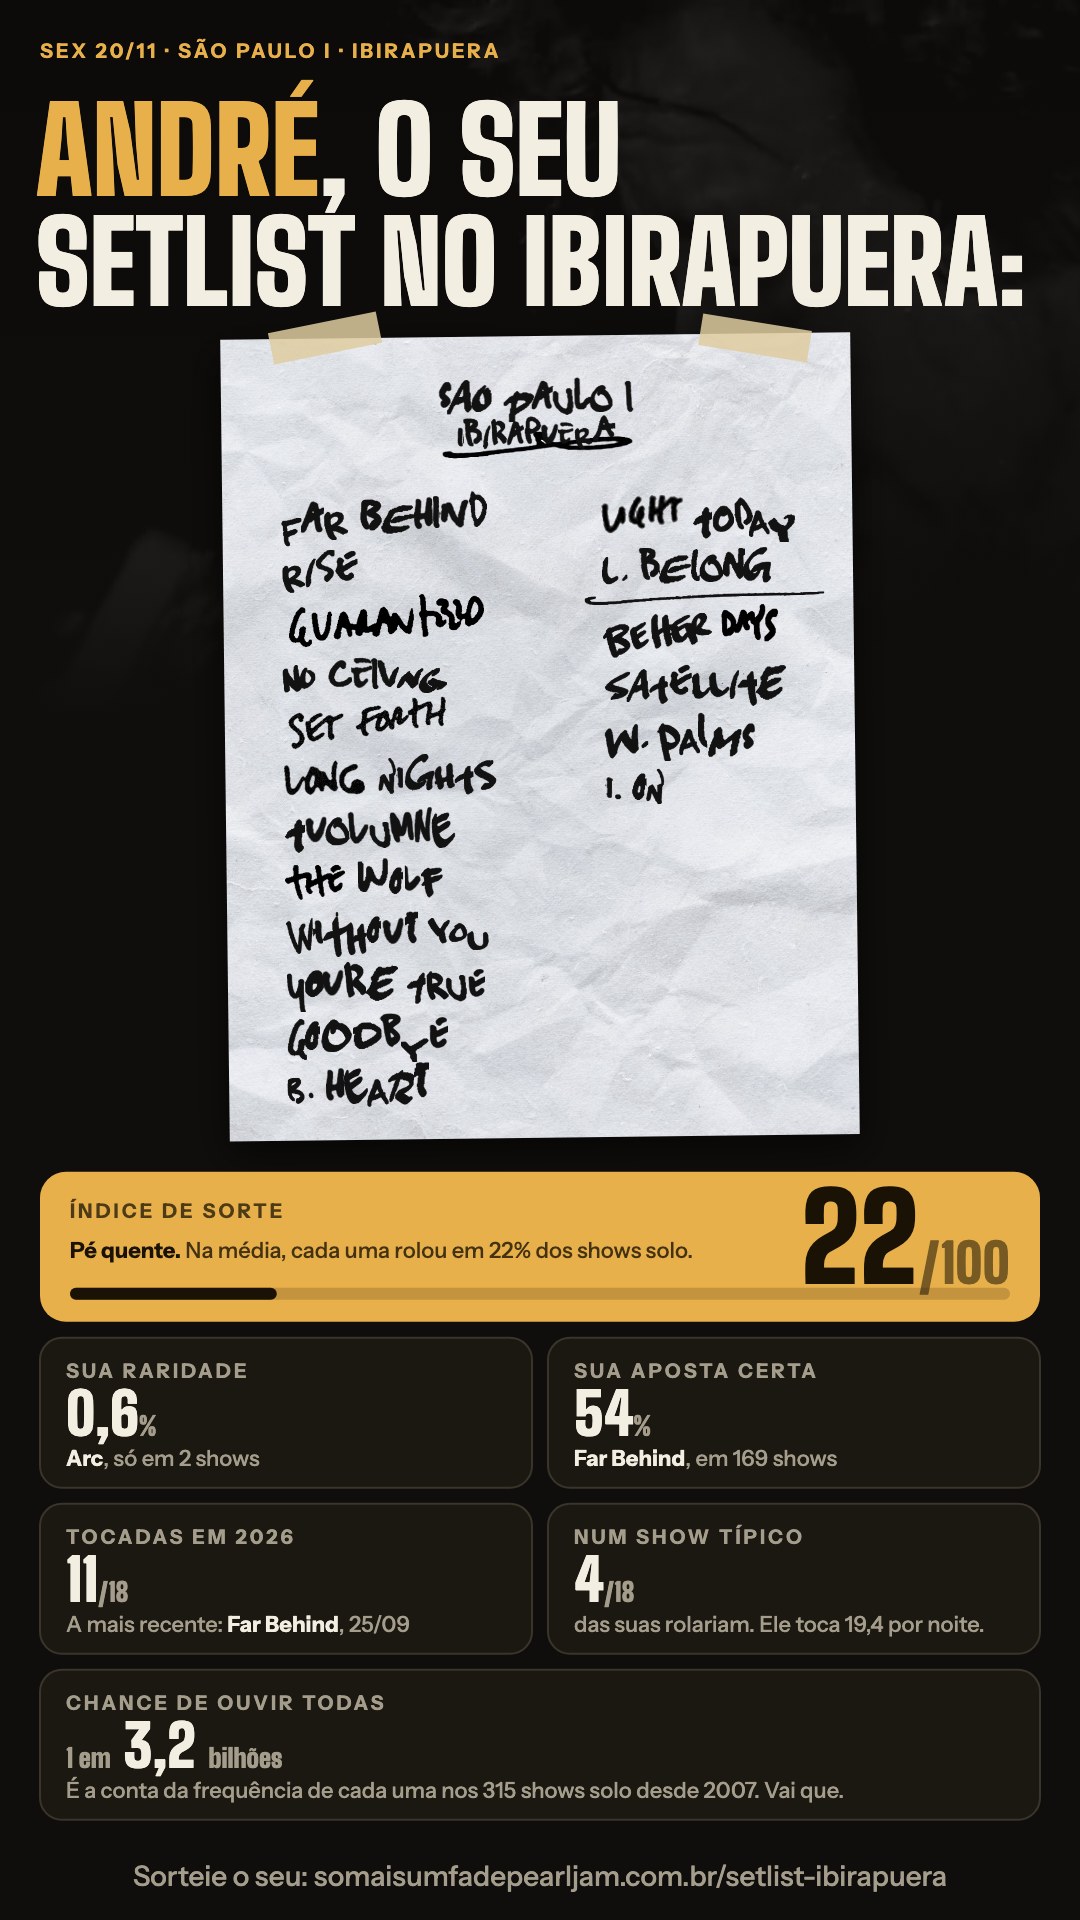 SEX 20/11 · SÃO PAULO I · IBIRAPUERA
ANDRÉ, O SEU
SETLIST NO IBIRAPUERA:
SAO PAULO I
IBIRAPUERA
FAR BEHIND
RISE
GUARANTEED
NO CEILING
SET FORTH
LONG NIGHTS
TUOLUMNE
THE WOLF
WITHOUT YOU
YOURE TRUE
GOODBYE
B. HEART
LIGHT TODAY
L. BELONG
BETTER DAYS
SATELLITE
W. PALMS
I. ON
ÍNDICE DE SORTE
Pé quente. Na média, cada uma rolou em 22% dos shows solo.
22/100
SUA RARIDADE
0,6%
Arc, só em 2 shows
SUA APOSTA CERTA
54%
Far Behind, em 169 shows
TOCADAS EM 2026
11/18
A mais recente: Far Behind, 25/09
NUM SHOW TÍPICO
4/18
das suas rolariam. Ele toca 19,4 por noite.
CHANCE DE OUVIR TODAS
1 em 3,2 bilhões
É a conta da frequência de cada uma nos 315 shows solo desde 2007. Vai que.
Sorteie o seu: somaisumfadepearljam.com.br/setlist-ibirapuera